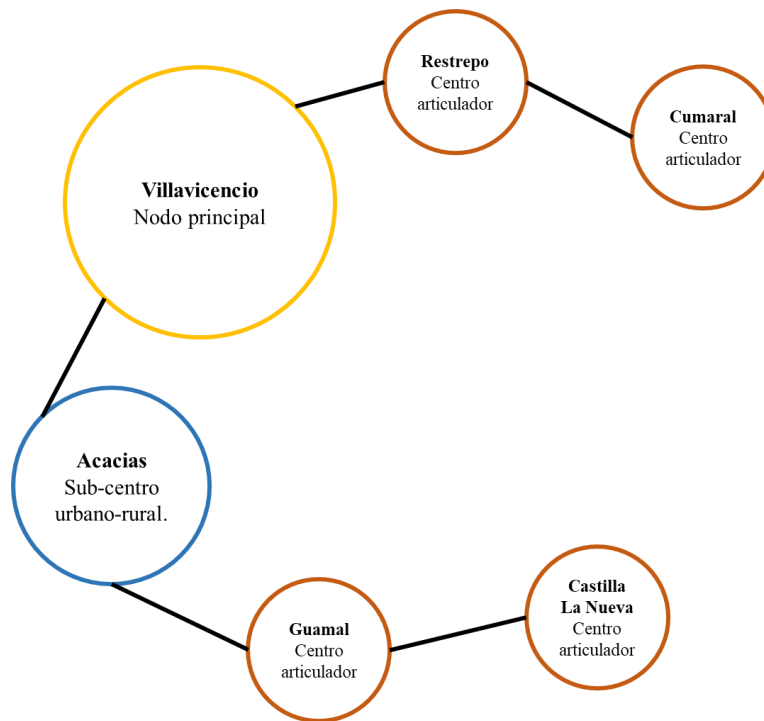 Restrepo
Centro
articulador
Cumaral
Centro
articulador
Villavicencio
Nodo principal
Acacias
Sub-centro
urbano-rural.
Castilla
La Nueva
Centro
articulador
Guamal
Centro
articulador